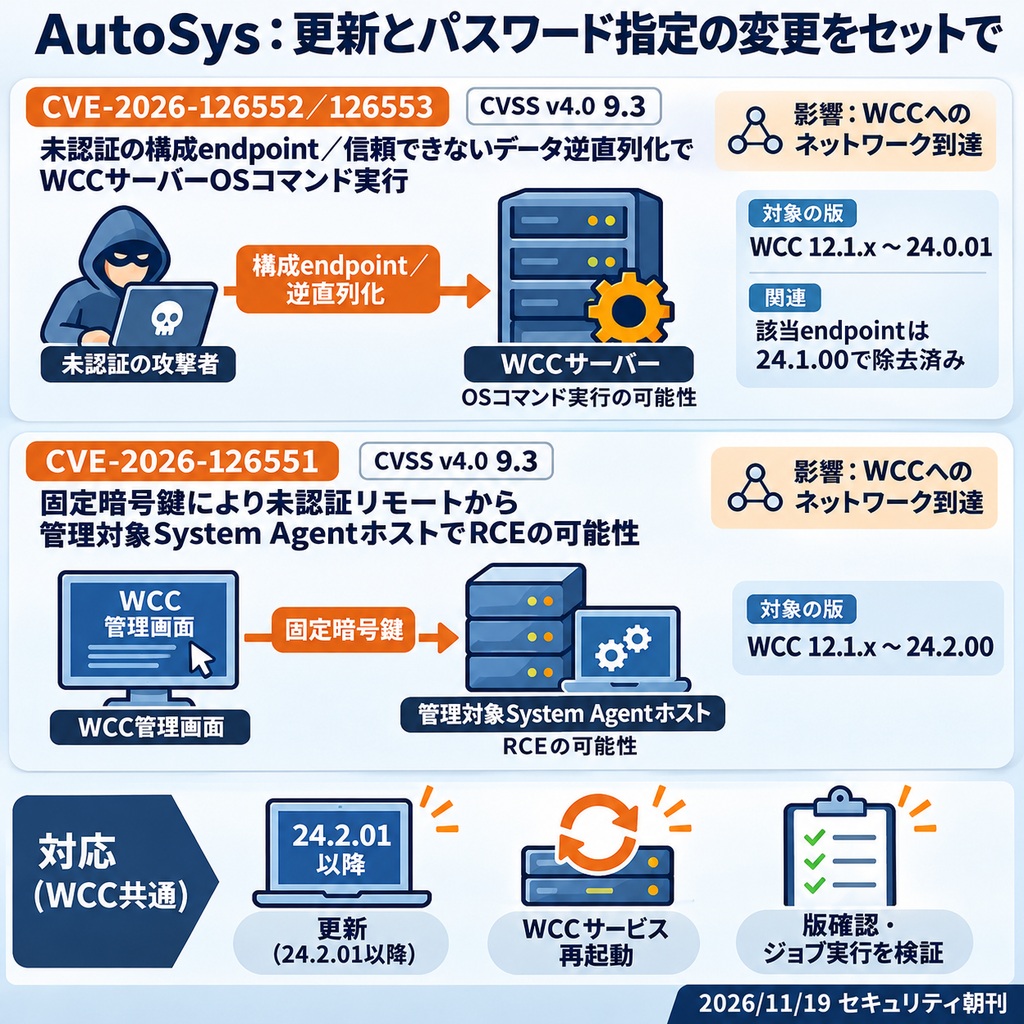 AutoSys：更新とパスワード指定の変更をセットで
CVE-2026-126552／126553
CVSS v4.0 9.3
未認証の構成endpoint／信頼できないデータ逆直列化で
WCCサーバーOSコマンド実行
影響：WCCへの
ネットワーク到達
構成endpoint／
逆直列化
未認証の攻撃者
WCCサーバー
OSコマンド実行の可能性
対象の版
WCC 12.1.x ～ 24.0.01
関連
該当endpointは
24.1.00で除去済み
CVE-2026-126551
CVSS v4.0 9.3
固定暗号鍵により未認証リモートから
管理対象System AgentホストでRCEの可能性
影響：WCCへの
ネットワーク到達
WCC
管理画面
固定暗号鍵
WCC管理画面
管理対象System Agentホスト
RCEの可能性
対象の版
WCC 12.1.x ～ 24.2.00
対応
(WCC共通)
24.2.01
以降
更新
(24.2.01以降)
WCCサービス
再起動
版確認・
ジョブ実行を検証
2026/11/19 セキュリティ朝刊